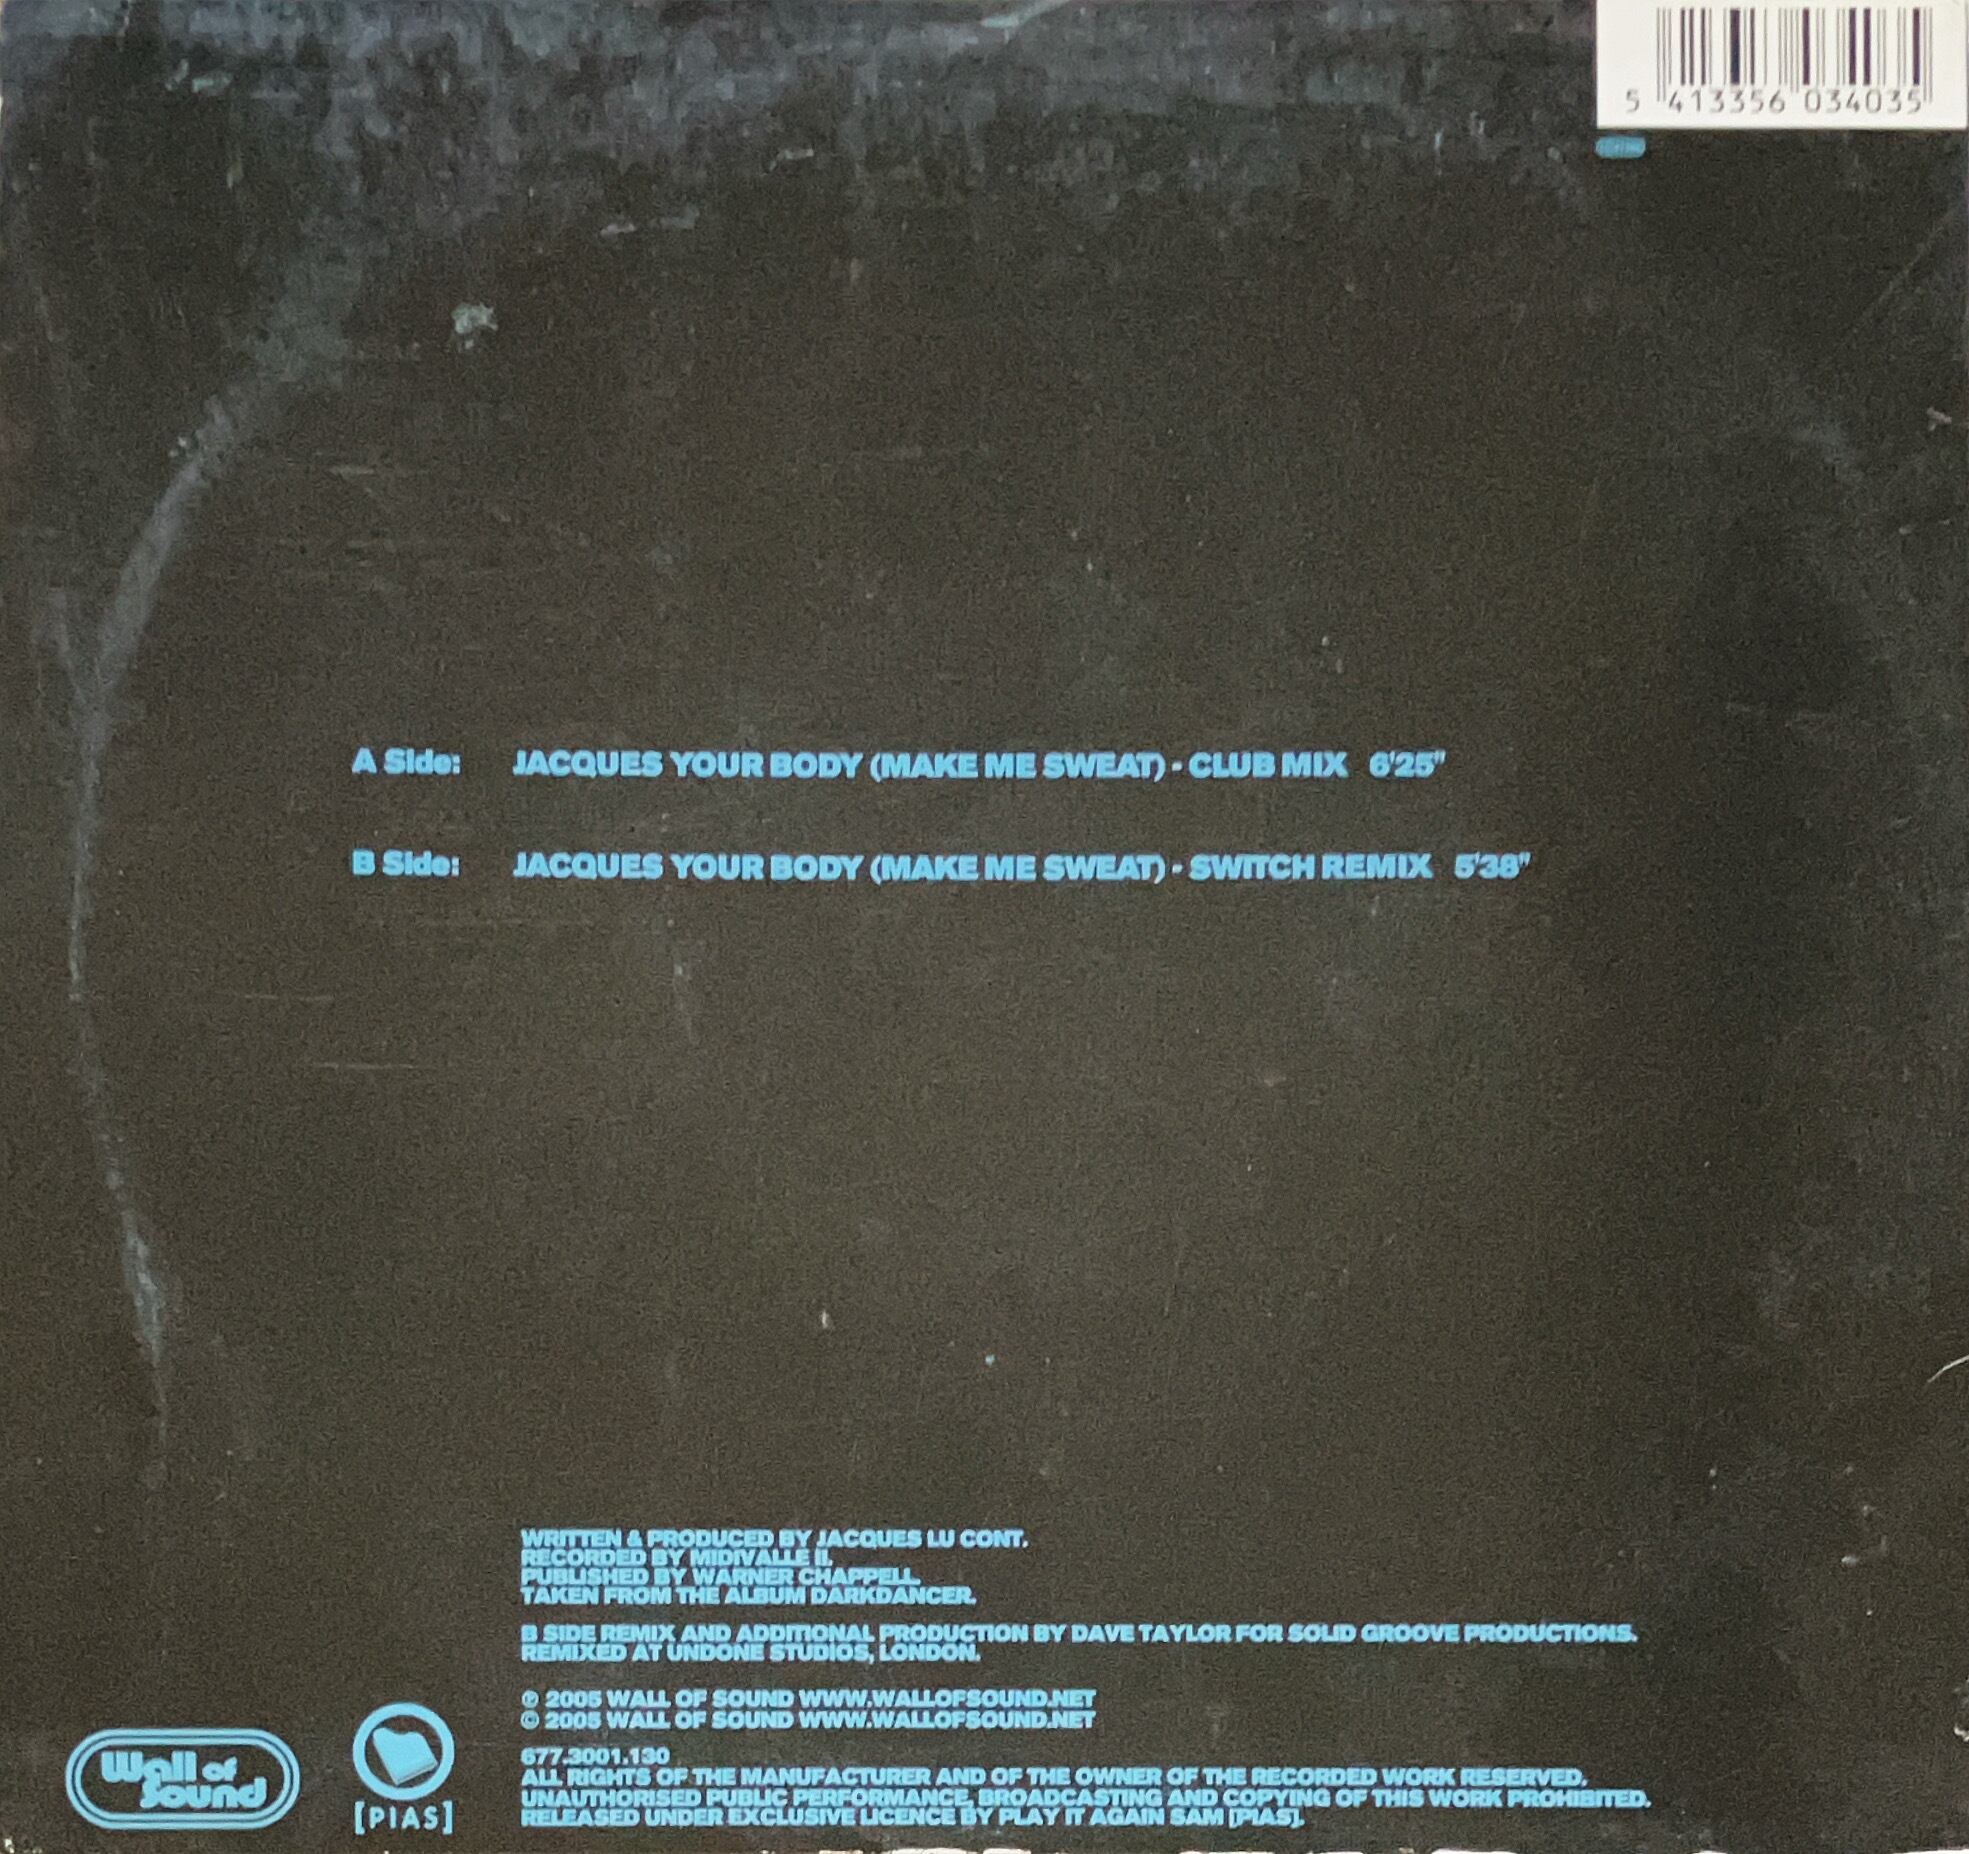 5 413356 034035
A Side: JACQUES YOUR BODY (MAKE ME SWEAT) - CLUB MIX 6'25"
B Side: JACQUES YOUR BODY (MAKE ME SWEAT) - SWITCH REMIX 5'38"
WRITTEN & PRODUCED BY JACQUES LU CONT.
RECORDED BY MIDIVALLE II.
PUBLISHED BY WARNER CHAPPELL.
TAKEN FROM THE ALBUM DARKDANCER.
B SIDE REMIX AND ADDITIONAL PRODUCTION BY DAVE TAYLOR FOR SOLID GROOVE PRODUCTIONS.
REMIXED AT UNDONE STUDIOS, LONDON.
℗ 2005 WALL OF SOUND WWW.WALLOFSOUND.NET
© 2005 WALL OF SOUND WWW.WALLOFSOUND.NET
677.3001.130
ALL RIGHTS OF THE MANUFACTURER AND OF THE OWNER OF THE RECORDED WORK RESERVED.
UNAUTHORISED PUBLIC PERFORMANCE, BROADCASTING AND COPYING OF THIS WORK PROHIBITED.
RELEASED UNDER EXCLUSIVE LICENCE BY PLAY IT AGAIN SAM [PIAS].
Wall of
Sound
[PIAS]